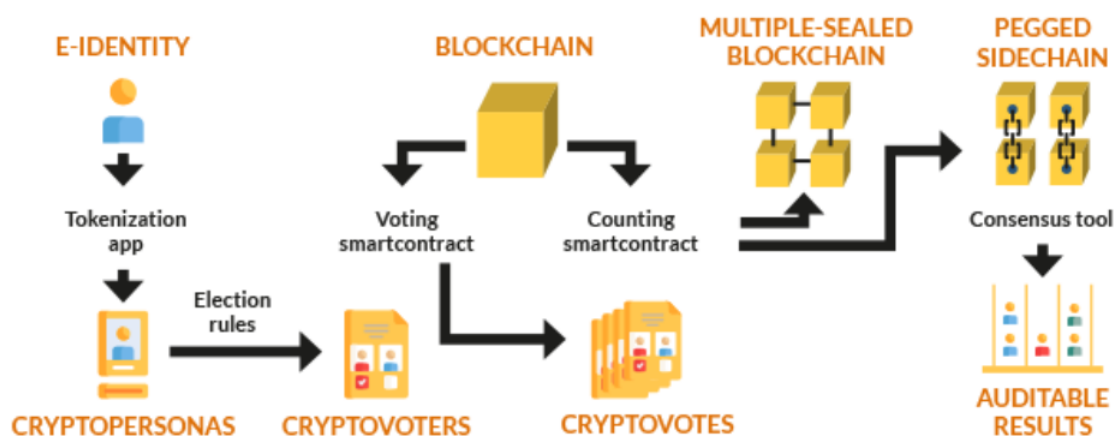 E-IDENTITY
BLOCKCHAIN
MULTIPLE-SEALED
BLOCKCHAIN
PEGGED
SIDECHAIN
Tokenization
app
Voting
smartcontract
Counting
smartcontract
Consensus tool
Election
rules
CRYPTOPERSONAS
CRYPTOVOTERS
CRYPTOVOTES
AUDITABLE
RESULTS